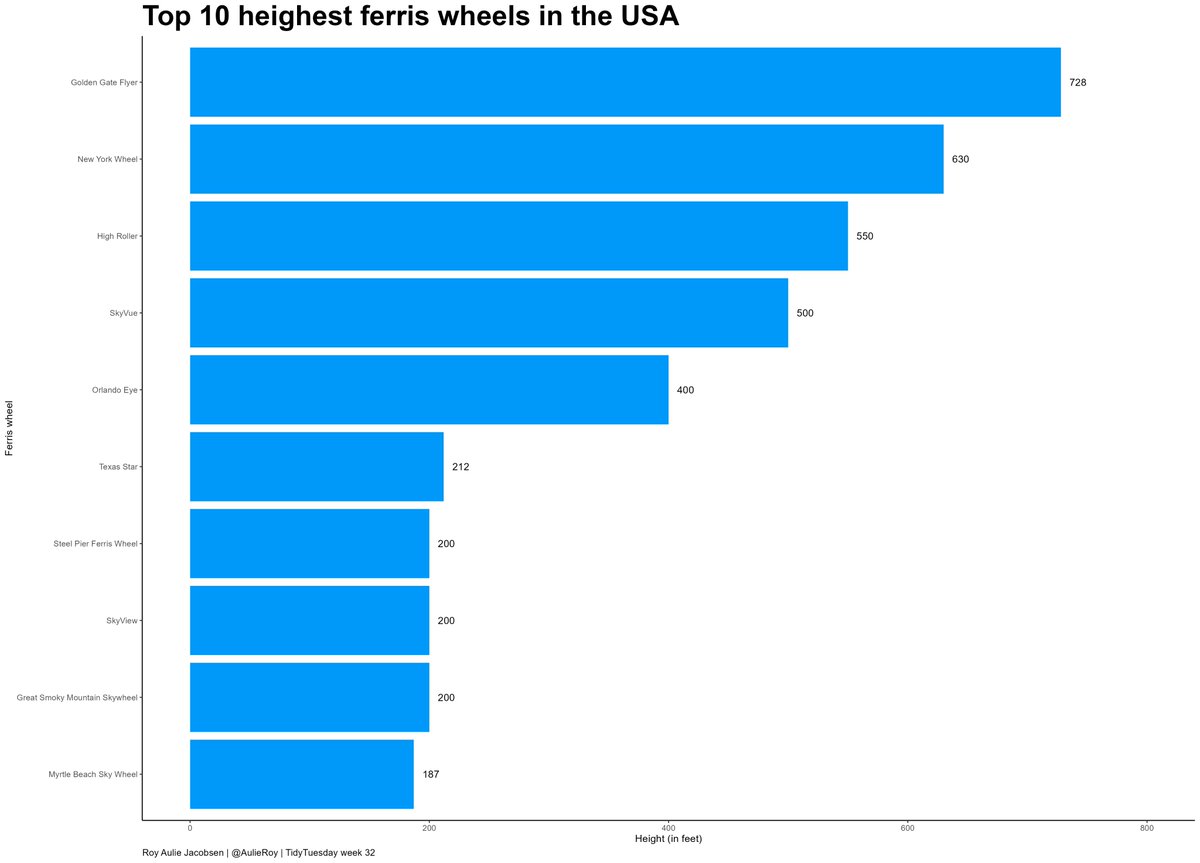 Top 10 heighest ferris wheels in the USA
Golden Gate Flyer
728
New York Wheel
630
High Roller
550
SkyVue
500
Orlando Eye
400
Ferris wheel
Texas Star
212
Steel Pier Ferris Wheel
200
SkyView
200
Great Smoky Mountain Skywheel
200
Myrtle Beach Sky Wheel
187
0 200 400 600 800
Height (in feet)
Roy Aulie Jacobsen | @AulieRoy | TidyTuesday week 32